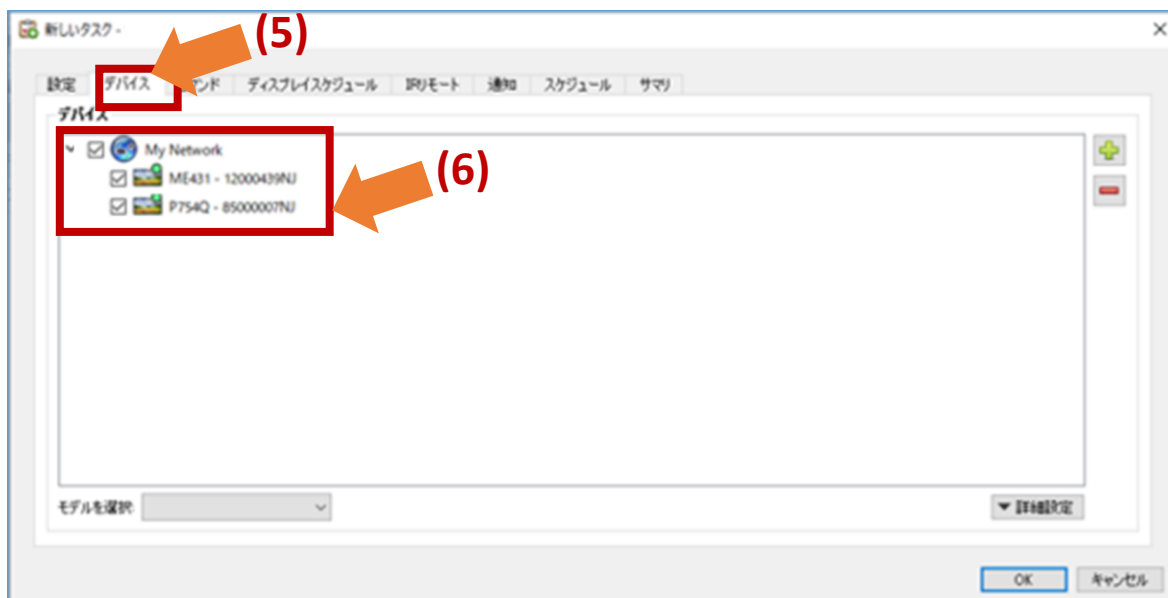 新しいタスク -
(5)
設定 デバイス ンド ディスプレイスケジュール IRリモート 通知 スケジュール サマリ
デバイス
My Network
(6)
ME431 - 12000439NJ
P754Q - 85000007NJ
モデルを選択:
詳細設定
OK キャンセル